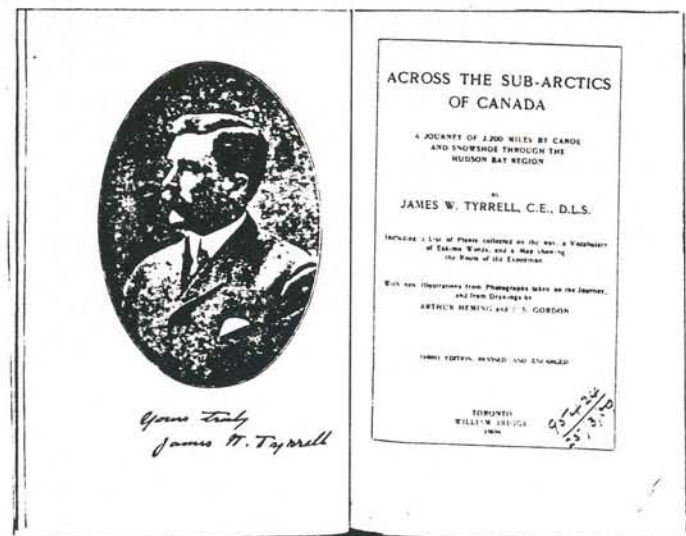 Yours truly
James W. Tyrrell
ACROSS THE SUB-ARCTICS
OF CANADA
A JOURNEY OF 3,200 MILES BY CANOE
AND SNOWSHOE THROUGH THE
HUDSON BAY REGION
BY
JAMES W. TYRRELL, C.E., D.L.S.
Including a List of Plants collected on the way, a Vocabulary
of Eskimo Words, and a Map showing
the Route of the Expedition
With new Illustrations from Photographs taken on the Journey,
and from Drawings by
ARTHUR HEMING and J. S. GORDON
THIRD EDITION, REVISED AND ENLARGED
TORONTO
WILLIAM BRIGGS
95424